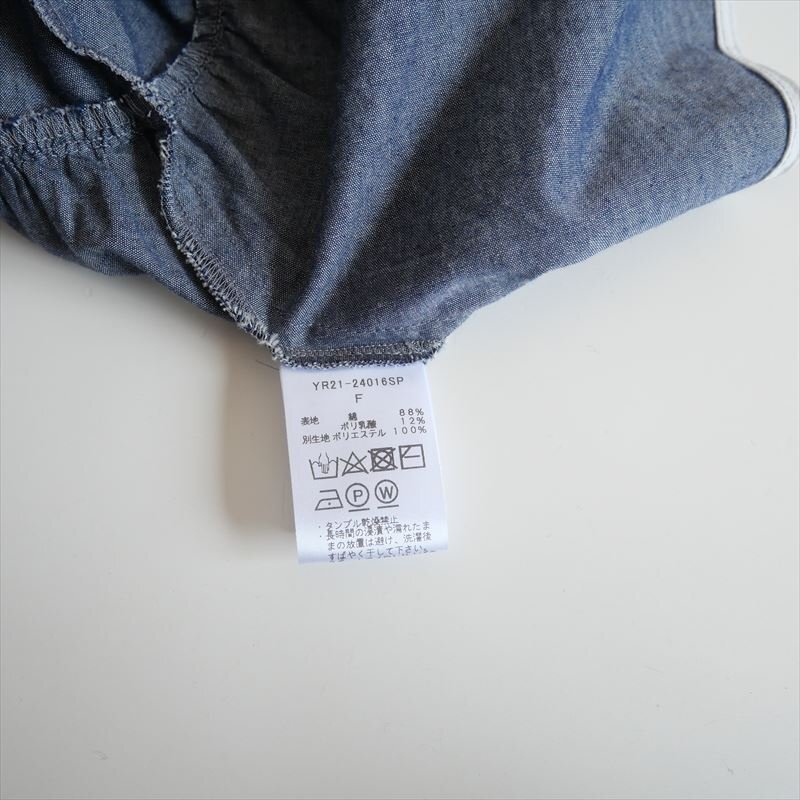 YR21-24016SP
F
表地 綿 88%
ポリ乳酸 12%
別生地 ポリエステル 100%
P W
・タンブル乾燥禁止
・長時間の浸漬や濡れたま
まの放置は避け、洗濯後
すばやく干して下さい